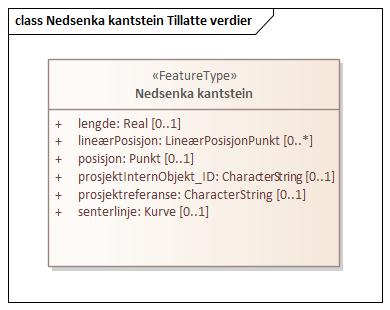 class Nedsenka kantstein Tillatte verdier
«FeatureType»
Nedsenka kantstein
+ lengde: Real [0..1]
+ lineærPosisjon: LineærPosisjonPunkt [0..*]
+ posisjon: Punkt [0..1]
+ prosjektInternObjekt_ID: CharacterString [0..1]
+ prosjektreferanse: CharacterString [0..1]
+ senterlinje: Kurve [0..1]